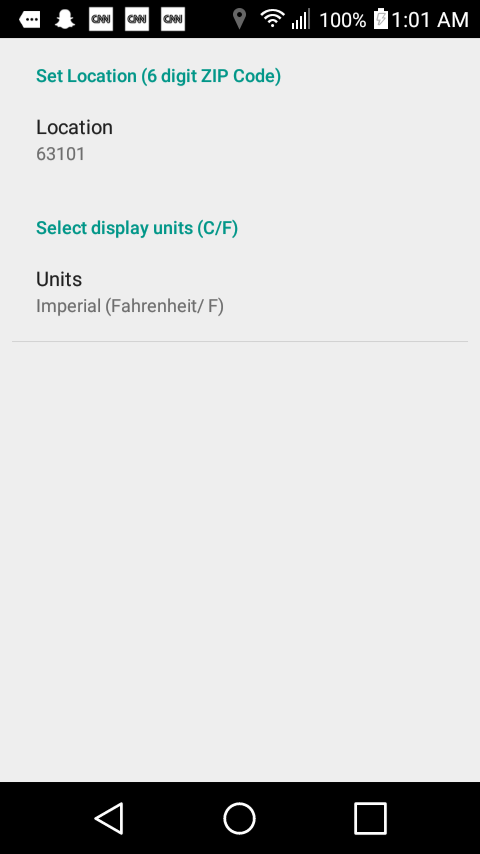 CNN CNN CNN 100% 1:01 AM
Set Location (6 digit ZIP Code)
Location
63101
Select display units (C/F)
Units
Imperial (Fahrenheit/ F)